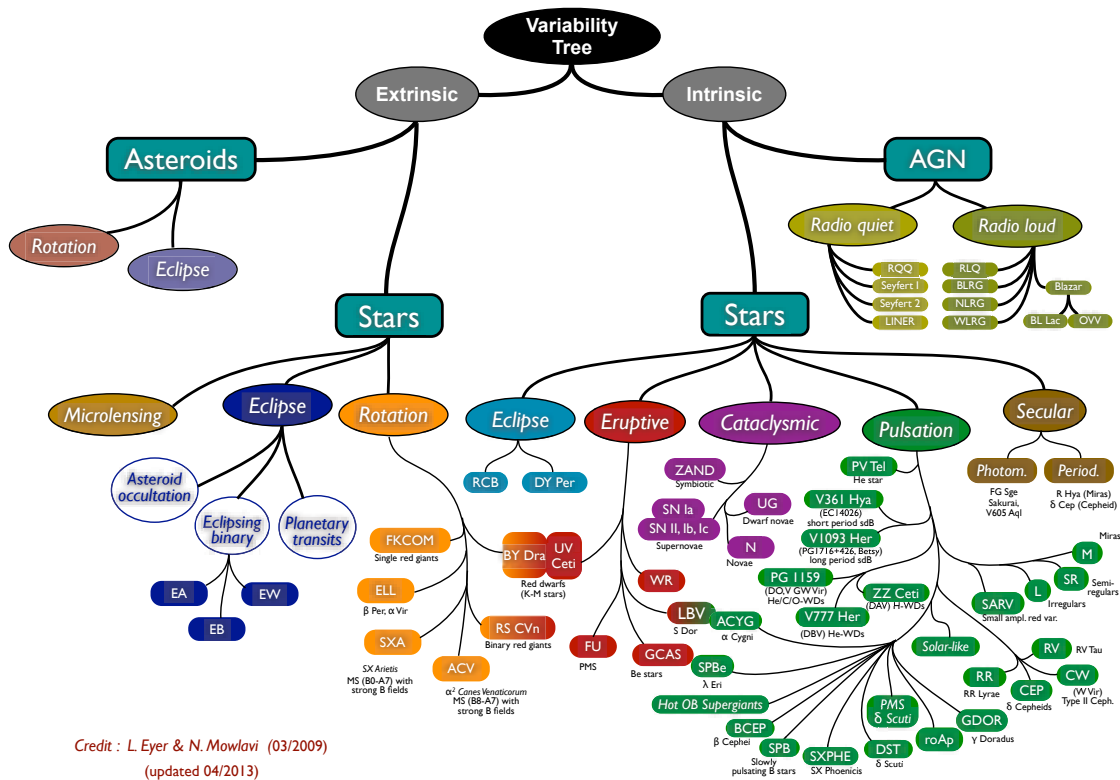 Variability
Tree
Extrinsic
Intrinsic
Asteroids
AGN
Rotation
Eclipse
Radio quiet
Radio loud
RQQ
Seyfert 1
Seyfert 2
LINER
RLQ
BLRG
NLRG
WLRG
Blazar
BL Lac
OVV
Stars
Stars
Microlensing
Eclipse
Rotation
Eclipse
Eruptive
Cataclysmic
Pulsation
Secular
Asteroid
occultation
Eclipsing
binary
Planetary
transits
EA
EB
EW
FKCOM
Single red giants
ELL
β Per, α Vir
SXA
SX Arietis
MS (B0-A7) with
strong B fields
ACV
α² Canes Venaticorum
MS (B8-A7) with
strong B fields
RS CVn
Binary red giants
BY Dra
UV
Ceti
Red dwarfs
(K-M stars)
RCB
DY Per
FU
PMS
WR
LBV
S Dor
GCAS
Be stars
ZAND
Symbiotic
SN Ia
SN II, Ib, Ic
Supernovae
UG
Dwarf novae
N
Novae
PV Tel
He star
V361 Hya
(EC14026)
short period sdB
V1093 Her
(PG1716+426, Betsy)
long period sdB
PG 1159
(DO,V GW Vir)
He/C/O-WDs
ZZ Ceti
(DAV) H-WDs
V777 Her
(DBV) He-WDs
ACYG
α Cygni
SPBe
λ Eri
Hot OB Supergiants
BCEP
β Cephei
SPB
Slowly
pulsating B stars
SXPHE
SX Phoenicis
PMS
δ Scuti
DST
δ Scuti
roAp
GDOR
γ Doradus
Solar-like
Miras
M
SR
Semi-
regulars
L
Irregulars
SARV
Small ampl. red var.
RV
RV Tau
RR
RR Lyrae
CEP
δ Cepheids
CW
(W Vir)
Type II Ceph.
Photom.
FG Sge
Sakurai,
V605 Aql
Period.
R Hya (Miras)
δ Cep (Cepheid)
Credit : L. Eyer & N. Mowlavi (03/2009)
(updated 04/2013)